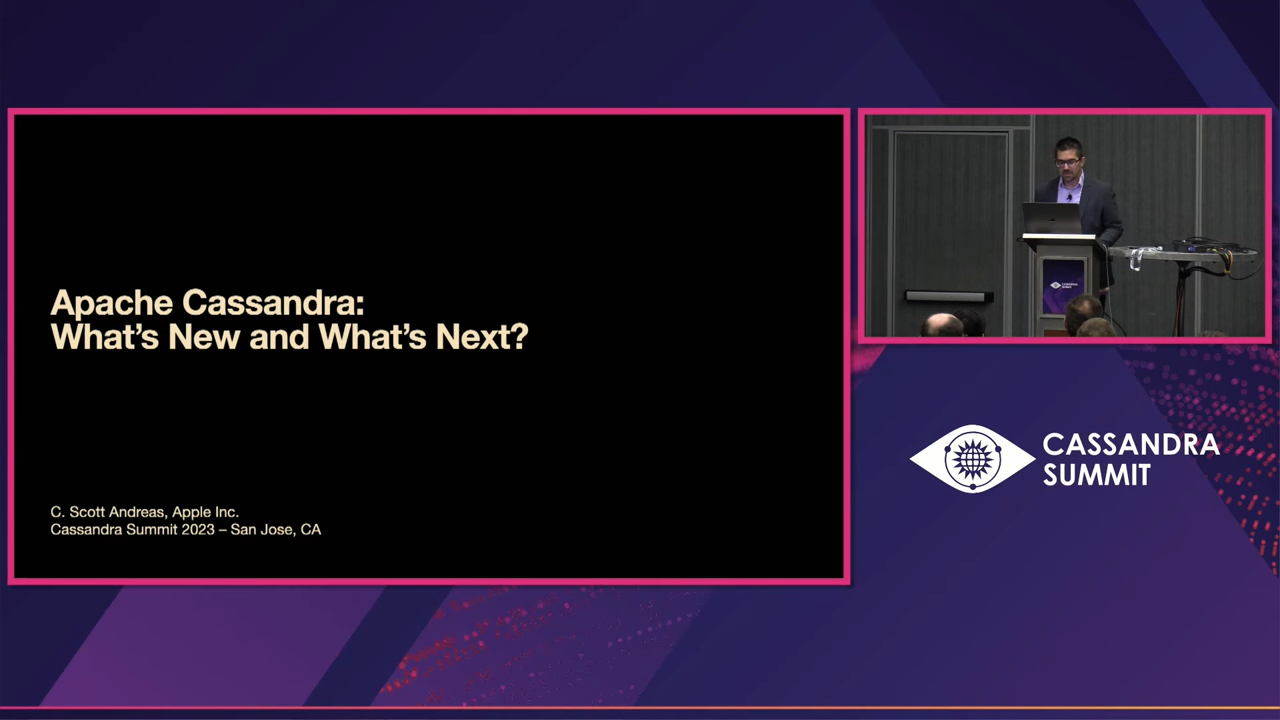 Apache Cassandra:
What's New and What's Next?
C. Scott Andreas, Apple Inc.
Cassandra Summit 2023 – San Jose, CA
CASSANDRA
SUMMIT